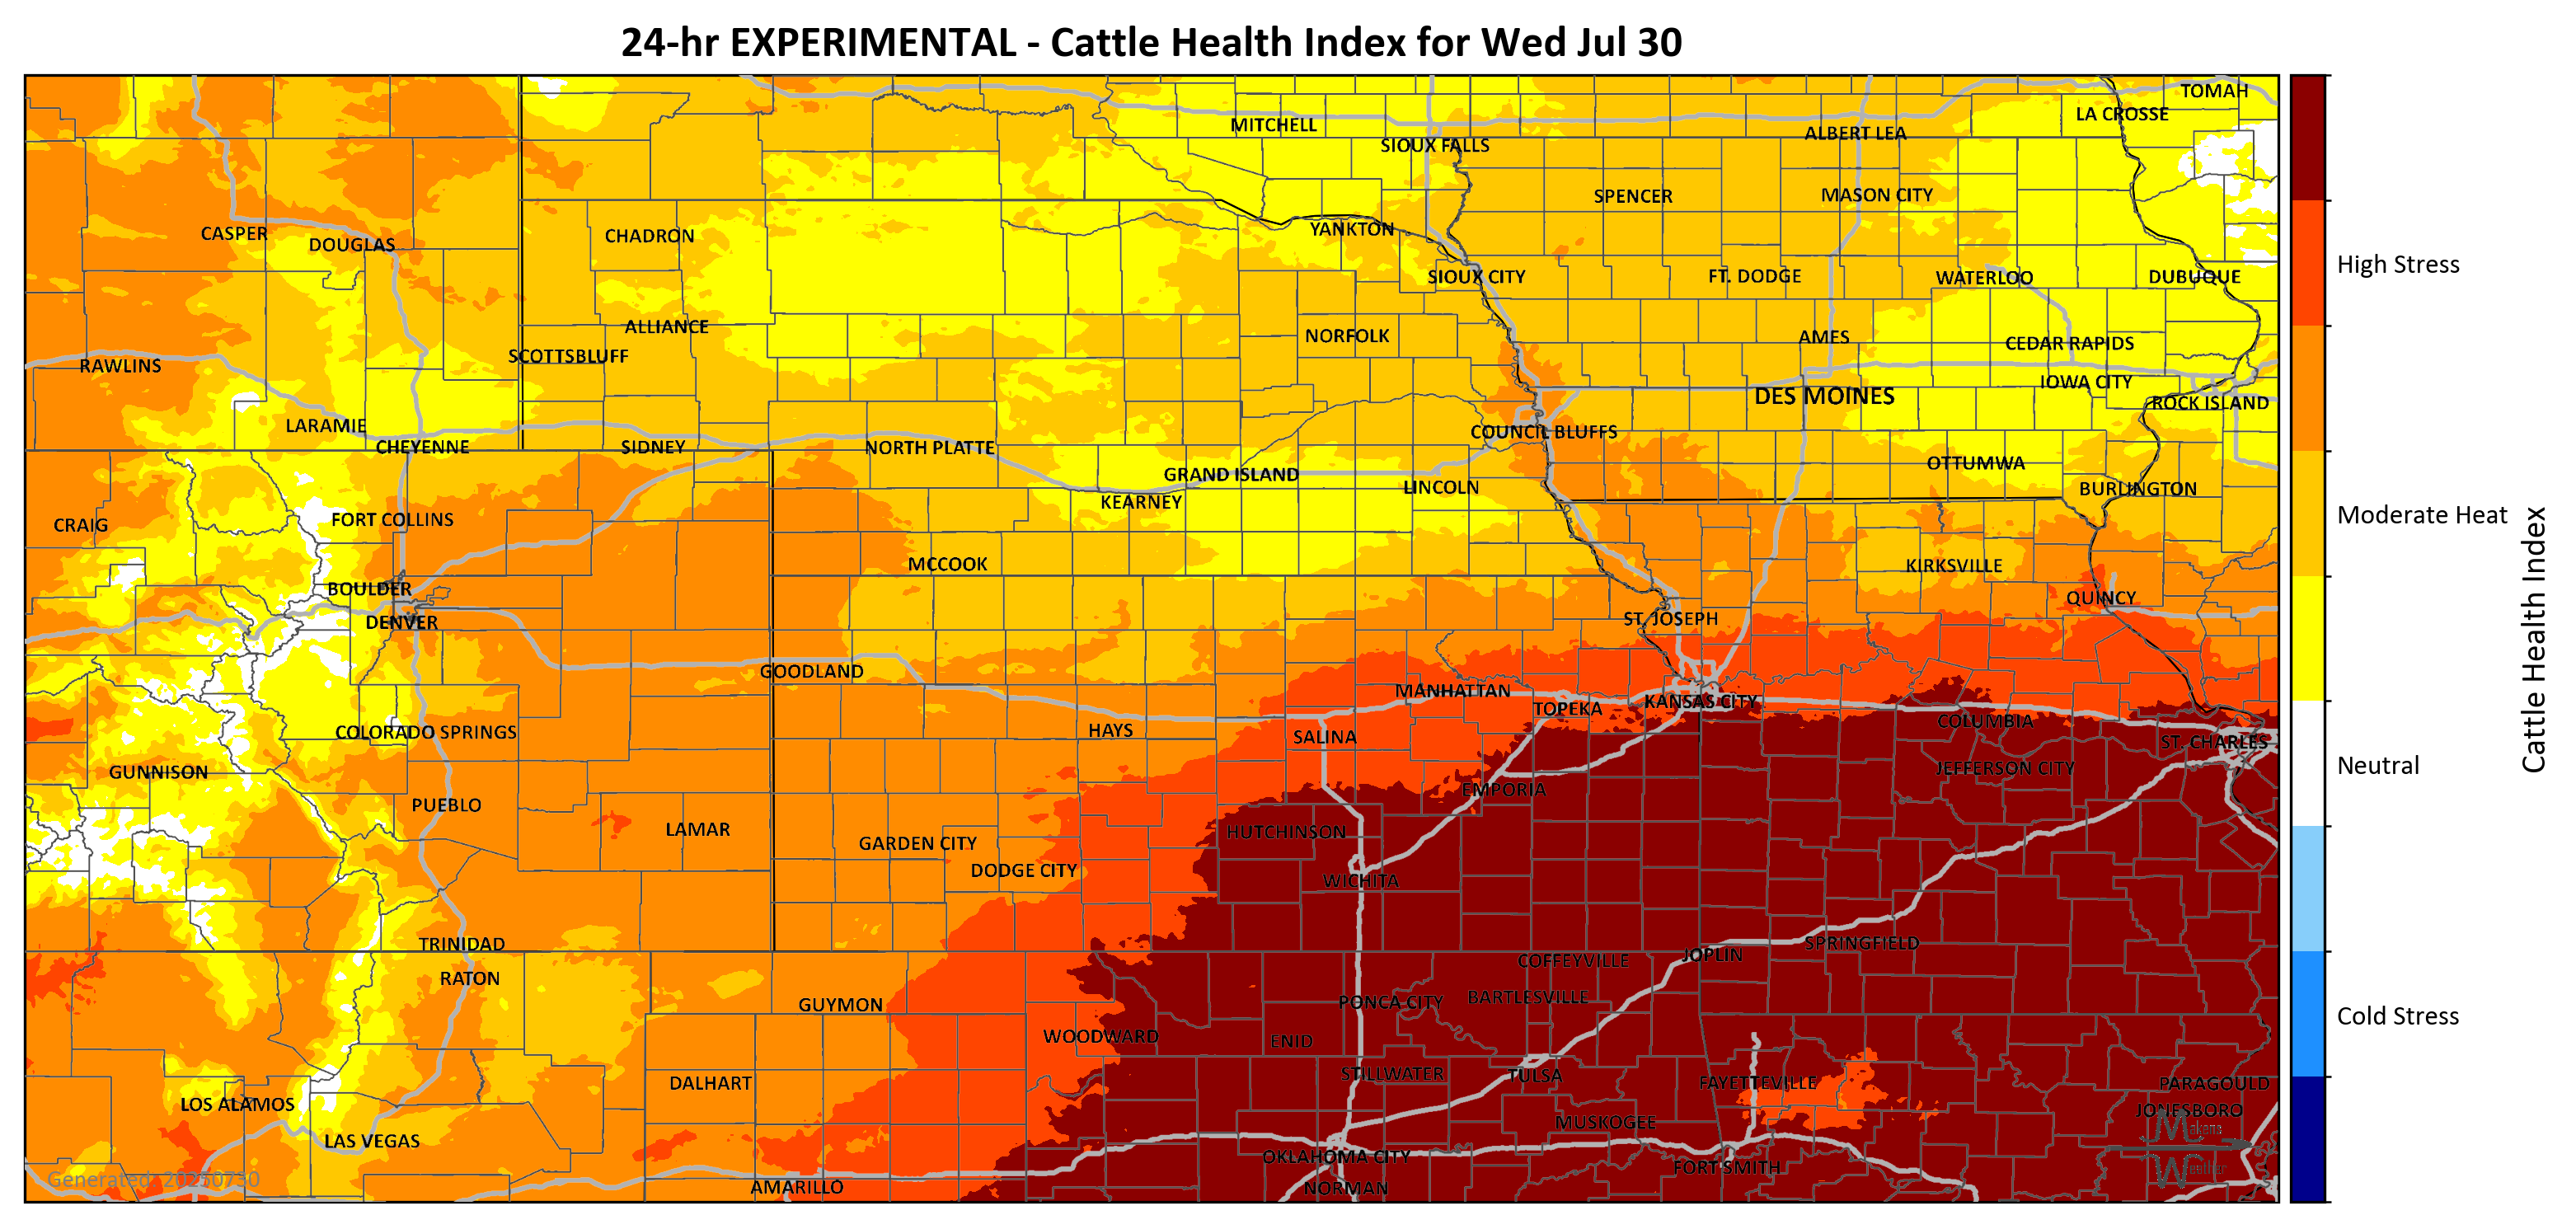 24-hr EXPERIMENTAL - Cattle Health Index for Wed Jul 30
TOMAH
LA CROSSE
MITCHELL
ALBERT LEA
SIOUX FALLS
SPENCER
MASON CITY
CASPER
DOUGLAS
CHADRON
YANKTON
SIOUX CITY
FT. DODGE
WATERLOO
DUBUQUE
High Stress
ALLIANCE
NORFOLK
AMES
CEDAR RAPIDS
SCOTTSBLUFF
RAWLINS
IOWA CITY
DES MOINES
ROCK ISLAND
LARAMIE
COUNCIL BLUFFS
CHEYENNE
SIDNEY
NORTH PLATTE
OTTUMWA
GRAND ISLAND
LINCOLN
BURLINGTON
KEARNEY
Moderate Heat
CRAIG
FORT COLLINS
MCCOOK
KIRKSVILLE
BOULDER
QUINCY
DENVER
ST. JOSEPH
Cattle Health Index
GOODLAND
MANHATTAN
KANSAS CITY
TOPEKA
COLUMBIA
COLORADO SPRINGS
HAYS
SALINA
ST. CHARLES
GUNNISON
JEFFERSON CITY
Neutral
EMPORIA
PUEBLO
LAMAR
HUTCHINSON
GARDEN CITY
DODGE CITY
WICHITA
TRINIDAD
SPRINGFIELD
JOPLIN
COFFEYVILLE
RATON
BARTLESVILLE
PONCA CITY
GUYMON
Cold Stress
WOODWARD
ENID
STILLWATER
TULSA
DALHART
FAYETTEVILLE
PARAGOULD
LOS ALAMOS
JONESBORO
MUSKOGEE
Makens
LAS VEGAS
OKLAHOMA CITY
FORT SMITH
Weather
Generated: 20250730
AMARILLO
NORMAN